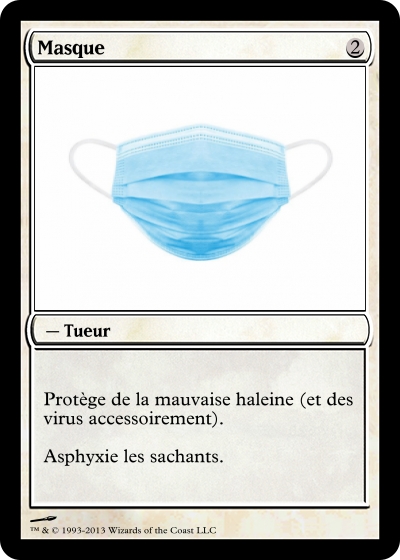 Masque 2
— Tueur
Protège de la mauvaise haleine (et des
virus accessoirement).
Asphyxie les sachants.
™ & © 1993-2013 Wizards of the Coast LLC